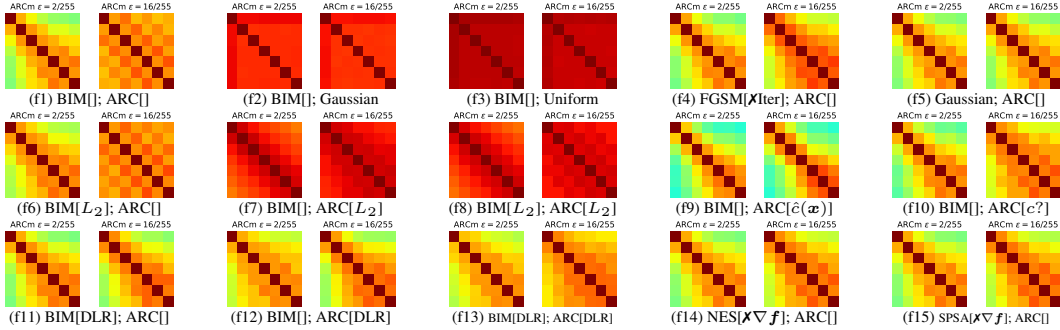 ARCm ε = 2/255 ARCm ε = 16/255 ARCm ε = 2/255 ARCm ε = 16/255 ARCm ε = 2/255 ARCm ε = 16/255 ARCm ε = 2/255 ARCm ε = 16/255 ARCm ε = 2/255 ARCm ε = 16/255
(f1) BIM[]; ARC[] (f2) BIM[]; Gaussian (f3) BIM[]; Uniform (f4) FGSM[✗Iter]; ARC[] (f5) Gaussian; ARC[]
ARCm ε = 2/255 ARCm ε = 16/255 ARCm ε = 2/255 ARCm ε = 16/255 ARCm ε = 2/255 ARCm ε = 16/255 ARCm ε = 2/255 ARCm ε = 16/255 ARCm ε = 2/255 ARCm ε = 16/255
(f6) BIM[L₂]; ARC[] (f7) BIM[]; ARC[L₂] (f8) BIM[L₂]; ARC[L₂] (f9) BIM[]; ARC[ĉ(x)] (f10) BIM[]; ARC[c?]
ARCm ε = 2/255 ARCm ε = 16/255 ARCm ε = 2/255 ARCm ε = 16/255 ARCm ε = 2/255 ARCm ε = 16/255 ARCm ε = 2/255 ARCm ε = 16/255 ARCm ε = 2/255 ARCm ε = 16/255
(f11) BIM[DLR]; ARC[] (f12) BIM[]; ARC[DLR] (f13) BIM[DLR]; ARC[DLR] (f14) NES[✗∇f]; ARC[] (f15) SPSA[✗∇f]; ARC[]